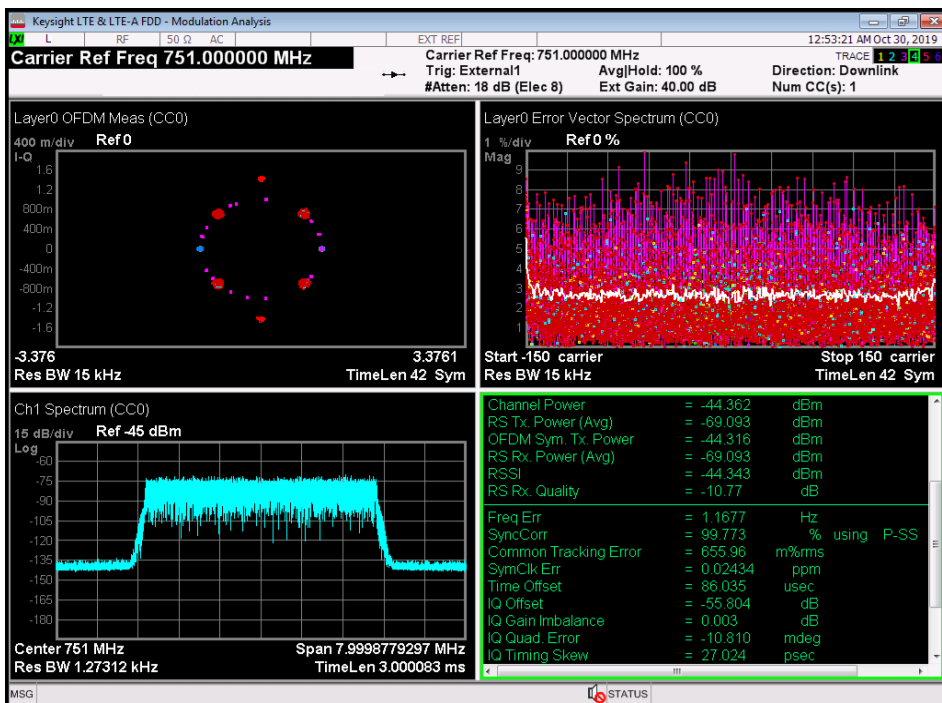 Keysight LTE & LTE-A FDD - Modulation Analysis
LXI L RF 50 Ω AC EXT REF 12:53:21 AM Oct 30, 2019
Carrier Ref Freq 751.000000 MHz
Carrier Ref Freq: 751.000000 MHz
Trig: External1 Avg|Hold: 100 %
#Atten: 18 dB (Elec 8) Ext Gain: 40.00 dB
TRACE 1 2 3 4 5 6
Direction: Downlink
Num CC(s): 1
Layer0 OFDM Meas (CC0)
400 m/div Ref 0
I-Q
1.6
1.2
800m
400m
0
-400m
-800m
-1.2
-1.6
-3.376 3.3761
Res BW 15 kHz TimeLen 42 Sym
Layer0 Error Vector Spectrum (CC0)
1 %/div Ref 0 %
Mag
9
8
7
6
5
4
3
2
1
Start -150 carrier Stop 150 carrier
Res BW 15 kHz TimeLen 42 Sym
Ch1 Spectrum (CC0)
15 dB/div Ref -45 dBm
Log
-60
-75
-90
-105
-120
-135
-150
-165
-180
Center 751 MHz Span 7.9998779297 MHz
Res BW 1.27312 kHz TimeLen 3.000083 ms
Channel Power = -44.362 dBm
RS Tx. Power (Avg) = -69.093 dBm
OFDM Sym. Tx. Power = -44.316 dBm
RS Rx. Power (Avg) = -69.093 dBm
RSSI = -44.343 dBm
RS Rx. Quality = -10.77 dB
Freq Err = 1.1677 Hz
SyncCorr = 99.773 % using P-SS
Common Tracking Error = 655.96 m%rms
SymClk Err = 0.02434 ppm
Time Offset = 86.035 usec
IQ Offset = -55.804 dB
IQ Gain Imbalance = 0.003 dB
IQ Quad. Error = -10.810 mdeg
IQ Timing Skew = 27.024 psec
MSG STATUS